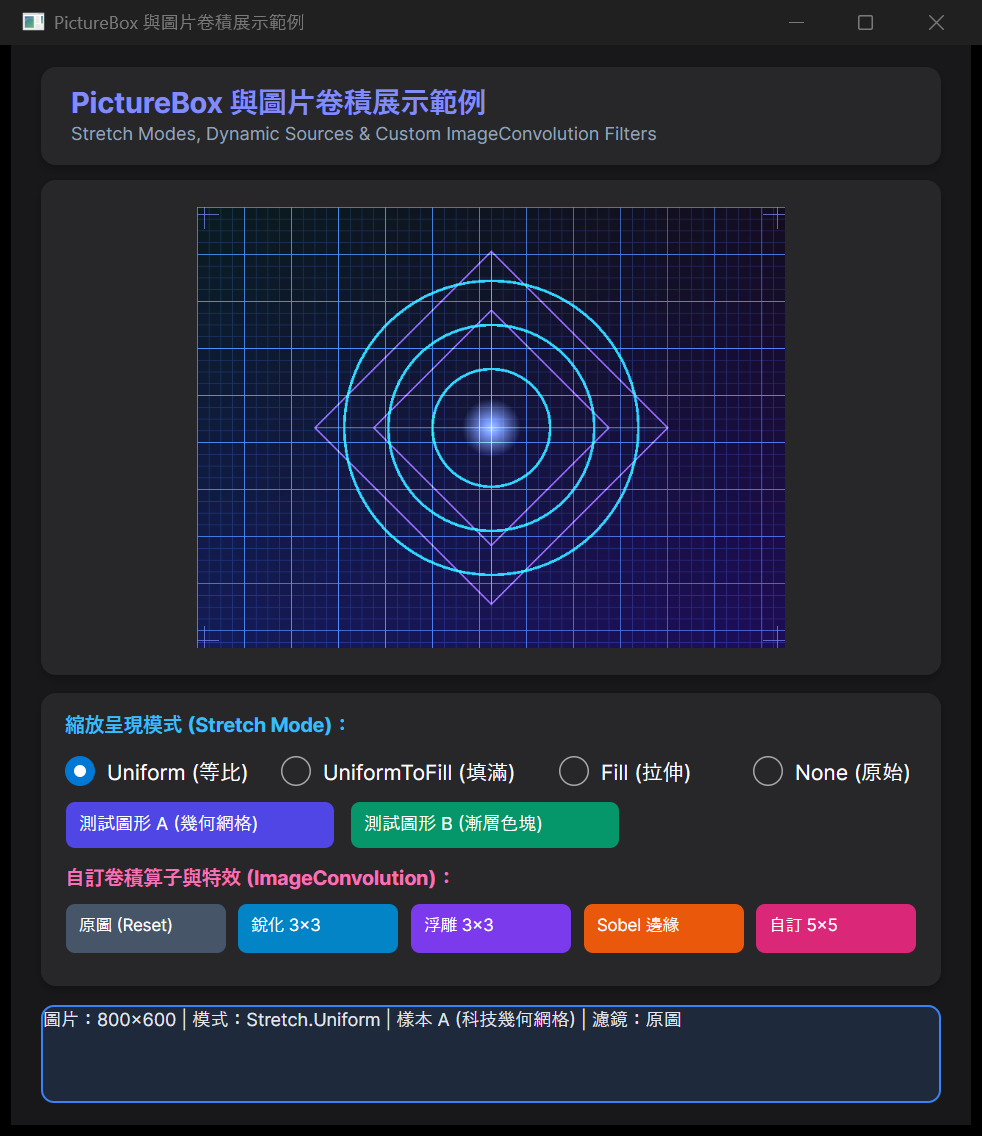 PictureBox 與圖片卷積展示範例
PictureBox 與圖片卷積展示範例
Stretch Modes, Dynamic Sources & Custom ImageConvolution Filters
縮放呈現模式 (Stretch Mode)：
Uniform (等比) UniformToFill (填滿) Fill (拉伸) None (原始)
測試圖形 A (幾何網格) 測試圖形 B (漸層色塊)
自訂卷積算子與特效 (ImageConvolution)：
原圖 (Reset) 銳化 3×3 浮雕 3×3 Sobel 邊緣 自訂 5×5
圖片：800×600 | 模式：Stretch.Uniform | 樣本 A (科技幾何網格) | 濾鏡：原圖